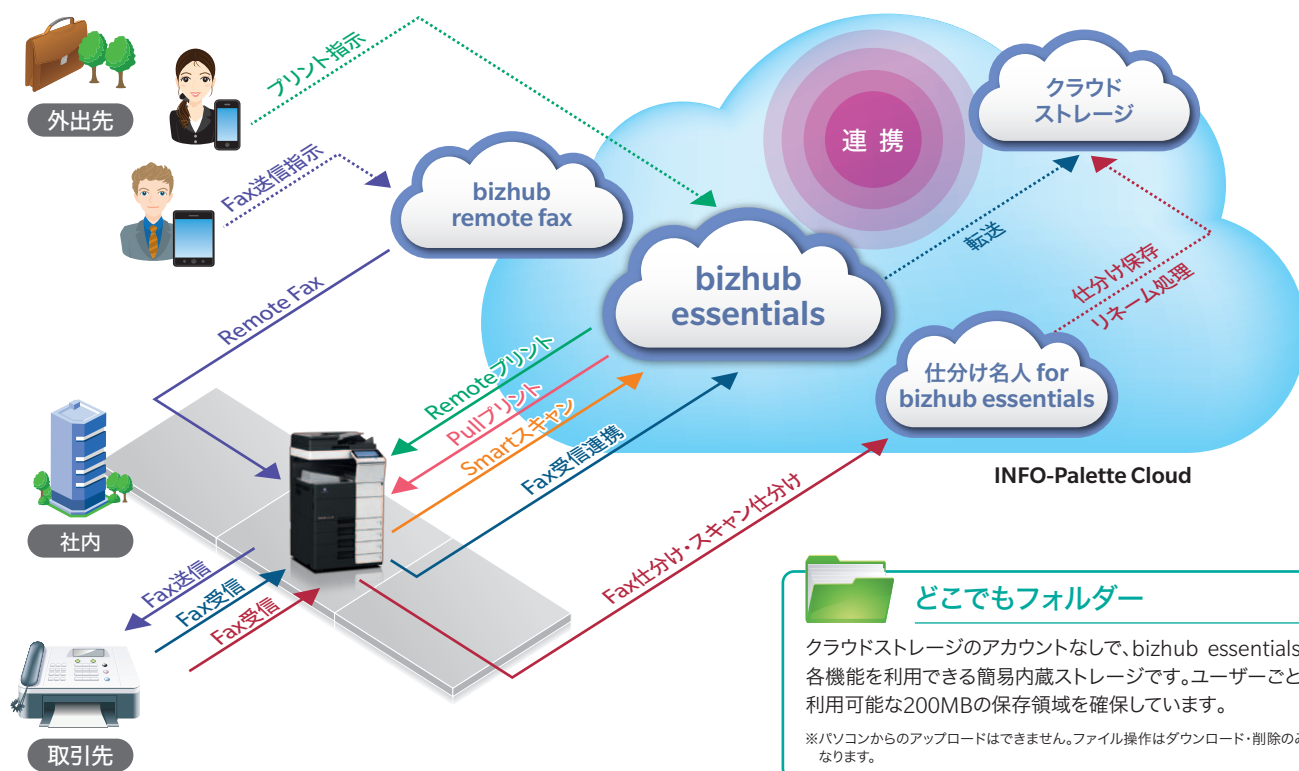 外出先
プリント指示
Fax送信指示
bizhub
remote fax
連携
クラウド
ストレージ
bizhub
essentials
転送
仕分け保存
リネーム処理
仕分け名人 for
bizhub essentials
INFO-Palette Cloud
Remote Fax
Remoteプリント
Pullプリント
Smartスキャン
Fax受信連携
Fax仕分け・スキャン仕分け
社内
Fax送信
Fax受信
Fax受信
取引先
どこでもフォルダー
クラウドストレージのアカウントなしで、bizhub essentials
各機能を利用できる簡易内蔵ストレージです。ユーザーごと
利用可能な200MBの保存領域を確保しています。
※パソコンからのアップロードはできません。ファイル操作はダウンロード・削除のみ
なります。